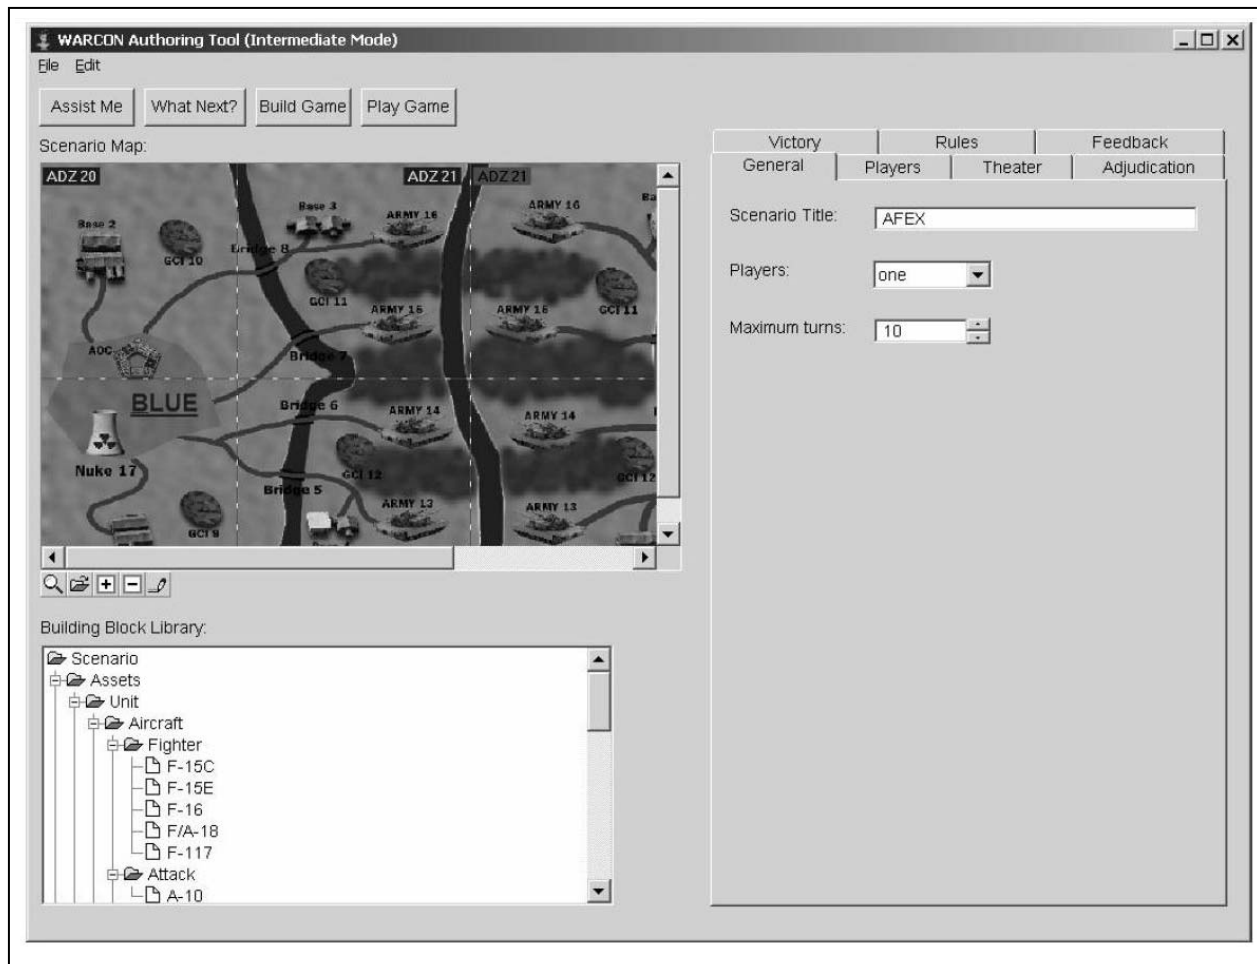 WARCON Authoring Tool (Intermediate Mode)
File Edit
Assist Me What Next? Build Game Play Game
Scenario Map:
ADZ 20 ADZ 21 ADZ 21
Base 2
GCI 10
Base 3
ARMY 16
ARMY 16
Ba
Bridge 8
GCI 11
GCI 11
ARMY 15
ARMY 15
AOC
Bridge 7
BLUE
Bridge 6
ARMY 14
ARMY 14
Nuke 17
GCI 12
GCI 12
Bridge 5
ARMY 13
ARMY 13
GCI 9
Building Block Library:
Scenario
Assets
Unit
Aircraft
Fighter
F-15C
F-15E
F-16
F/A-18
F-117
Attack
A-10
Victory Rules Feedback
General Players Theater Adjudication
Scenario Title: AFEX
Players: one
Maximum turns: 10